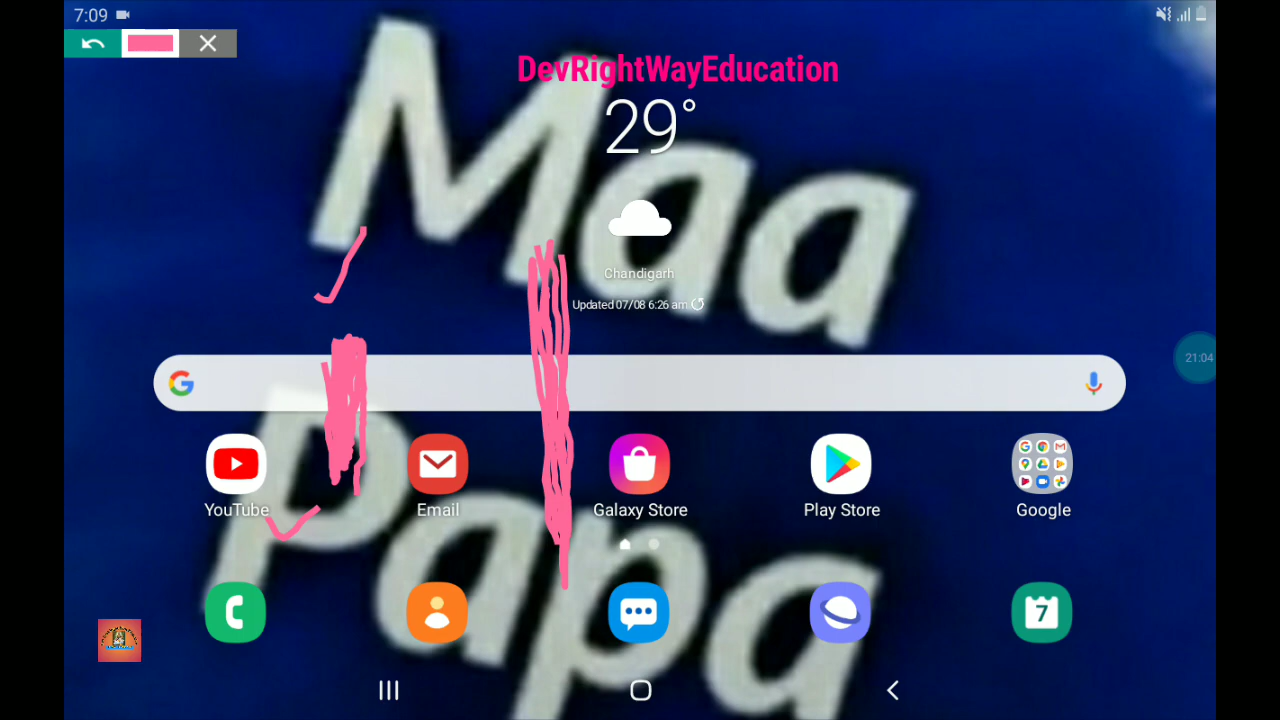 7:09
DevRightWayEducation
29°
Chandigarh
Updated 07/08 6:26 am
21:04
YouTube
Email
Galaxy Store
Play Store
Google
7
Maa
Papa